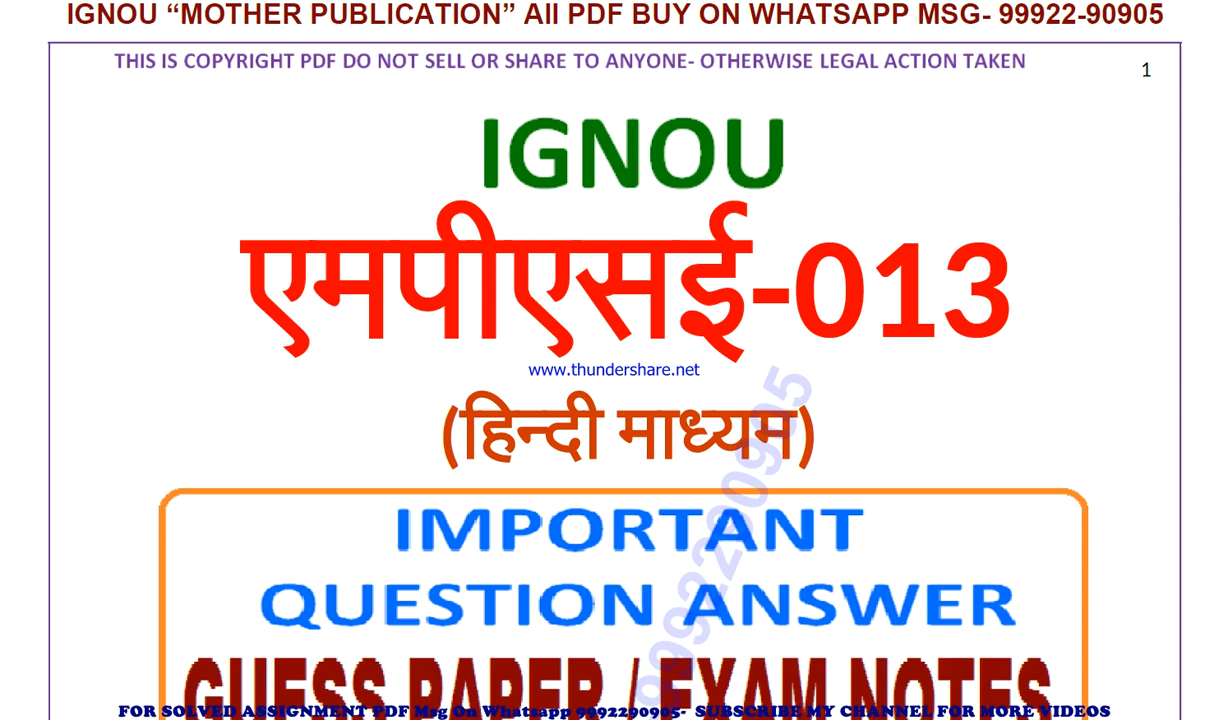 IGNOU “MOTHER PUBLICATION” All PDF BUY ON WHATSAPP MSG- 99922-90905
THIS IS COPYRIGHT PDF DO NOT SELL OR SHARE TO ANYONE- OTHERWISE LEGAL ACTION TAKEN
1
IGNOU
एमपीएसई-013
www.thundershare.net
(हिन्दी माध्यम)
9992290905
IMPORTANT
QUESTION ANSWER
GUESS PAPER / EXAM NOTES
FOR SOLVED ASSIGNMENT PDF Msg On Whatsapp 9992290905- SUBSCRIBE MY CHANNEL FOR MORE VIDEOS